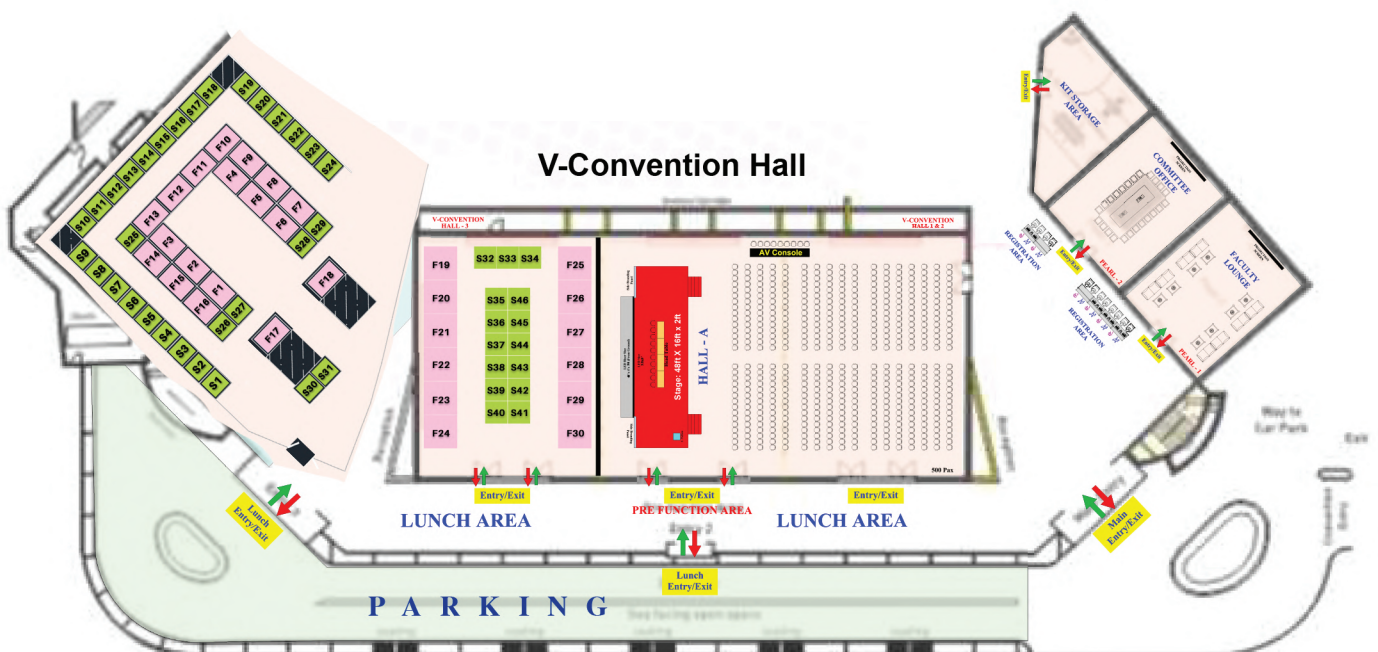 V-Convention Hall
S1
S2
S3
S4
S5
S6
S7
S8
S9
S10
S11
S12
S13
S14
S15
S16
S17
S18
S19
S20
S21
S22
S23
S24
F10
F9
F8
F7
S29
F11
F4
F5
F6
S28
F12
F13
S25
F3
F2
F1
S27
F14
F15
F16
S26
F18
F17
S31
S30
V-CONVENTION
HALL - 3
V-CONVENTION
HALL 1 & 2
F19
F20
F21
F22
F23
F24
S32 S33 S34
S35 S46
S36 S45
S37 S44
S38 S43
S39 S42
S40 S41
F25
F26
F27
F28
F29
F30
AV Console
Stage: 48ft X 16ft x 2ft
HALL - A
500 Pax
Entry/Exit
Entry/Exit
Entry/Exit
LUNCH AREA
PRE FUNCTION AREA
LUNCH AREA
Lunch
Entry/Exit
Lunch
Entry/Exit
Main
Entry/Exit
PARKING
Sea facing open space
Entry/Exit
KIT STORAGE
AREA
COMMITTEE
OFFICE
FACULTY
LOUNGE
REGISTRATION
AREA
Entry/Exit
PEARL - 2
REGISTRATION
AREA
Entry/Exit
PEARL - 1
Way to
Car Park
Exit